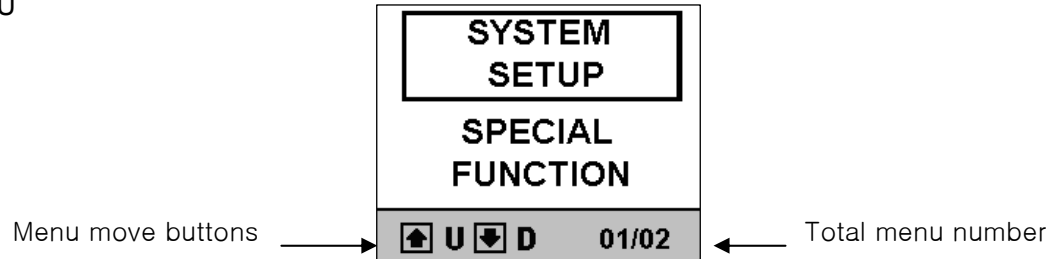 SYSTEM
SETUP
SPECIAL
FUNCTION
Menu move buttons
U D 01/02
Total menu number